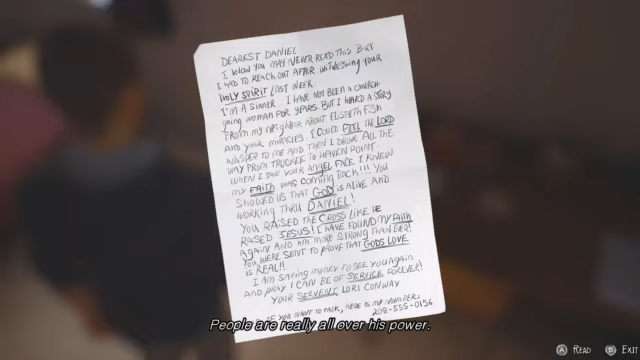 DEAREST DANIEL
I KNOW YOU MAY NEVER READ THIS BUT
I HAD TO REACH OUT AFTER WITNESSING YOUR
HOLY SPIRIT LAST WEEK.
I'M A SINNER. I HAVE NOT BEEN A CHURCH-
going WOMAN FOR YEARS. BUT I HEARD A STORY
FROM MY NEIGHBOR ABOUT ELISBETH FISH
AND YOUR MIRACLES. I COULD FEEL THE LORD
WHISPER TO ME AND THEN I DROVE ALL THE
WAY FROM TRUCKEE TO HAVEN POINT.
WHEN I SAW YOUR ANGEL FACE I KNEW
MY FAITH WAS COMING BACK!!! YOU
SHOWED US THAT GOD IS ALIVE AND
WORKING THRU DANIEL!
YOU RAISED THE CROSS LIKE HE
RAISED JESUS! I HAVE FOUND MY FAITH
AGAIN AND AM MORE STRONG THAN EVER!
YOU WERE SENT TO PROVE THAT GODS LOVE
IS REAL!!
I AM SAVING MONEY TO SEE YOU AGAIN
AND PRAY I CAN BE OF SERVICE FOREVER!
YOUR SERVENT LORI CONWAY
IF YOU WANT TO TALK, HERE IS MY NUMBER:
208-555-0156
People are really all over his power.
A READ B EXIT